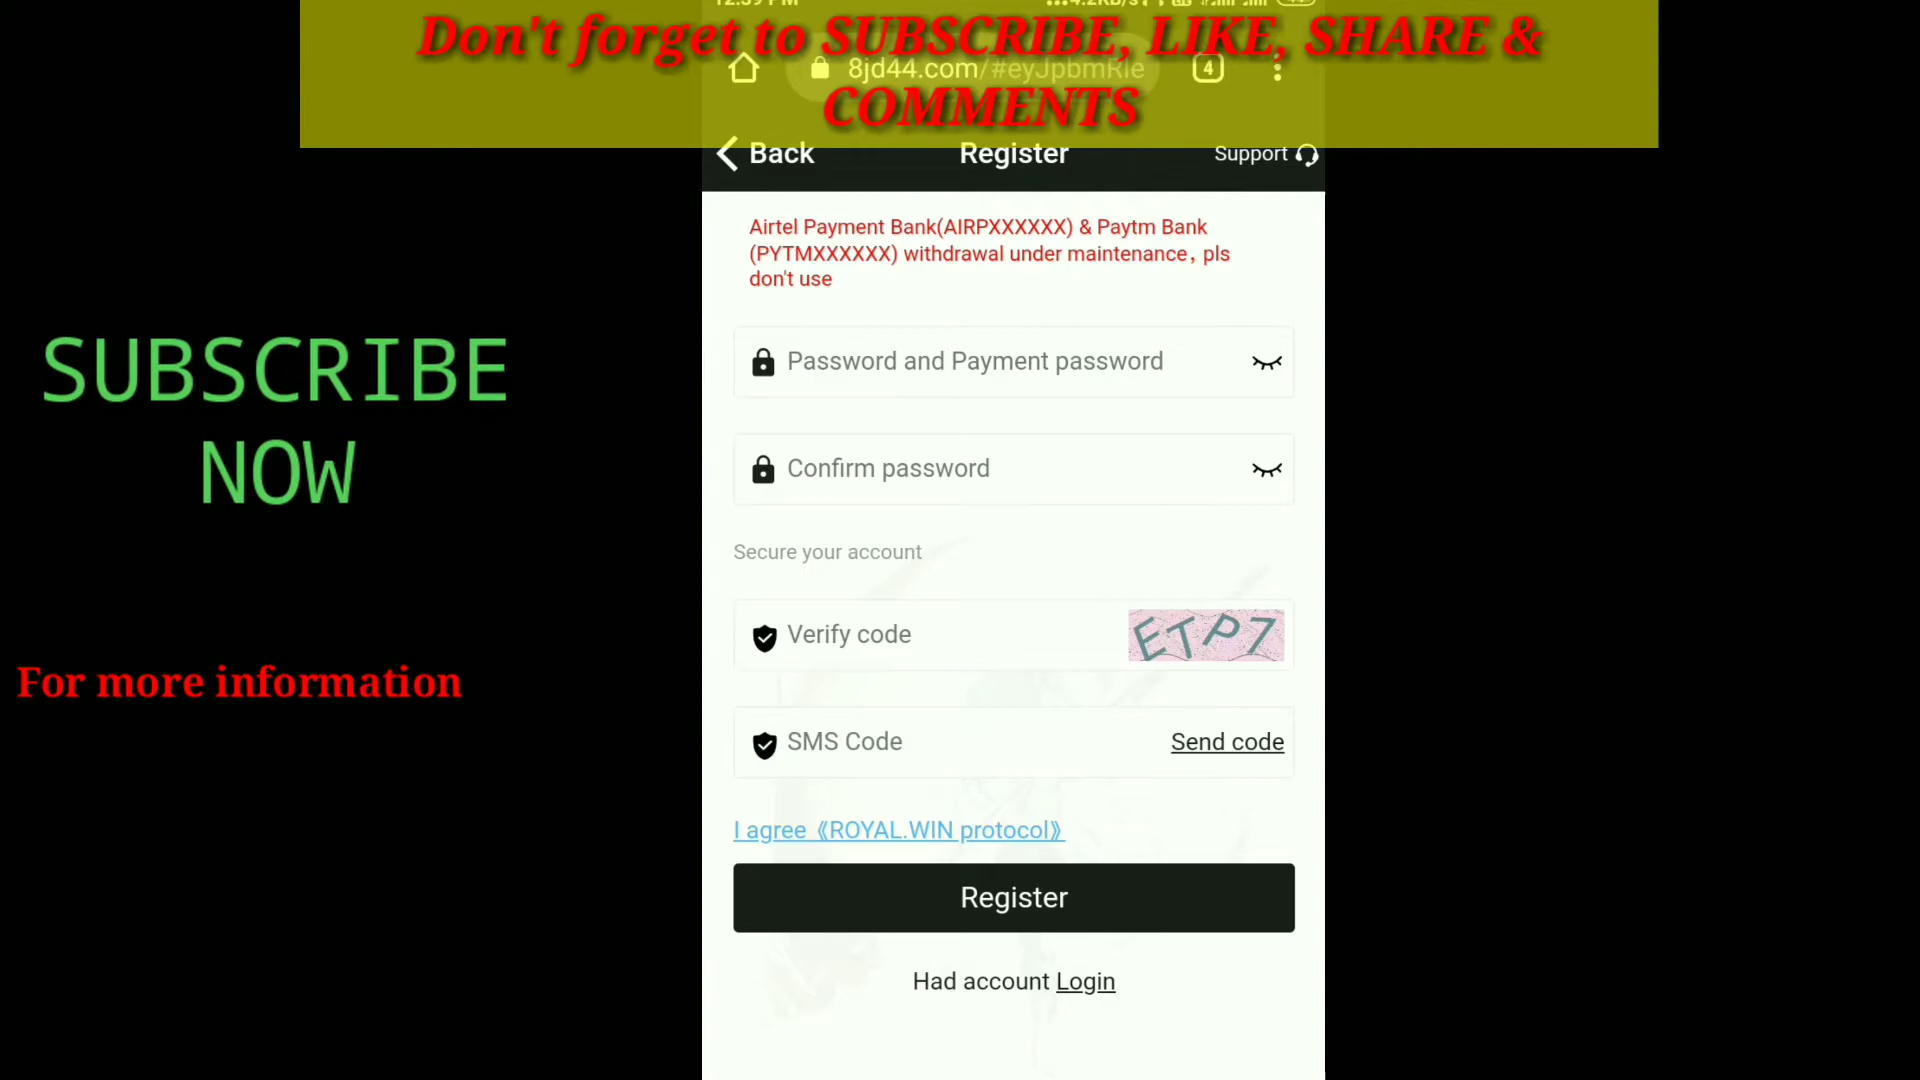 Don't forget to SUBSCRIBE, LIKE, SHARE &
COMMENTS
8jd44.com/#eyJpbmRle
4
Back
Register
Support
Airtel Payment Bank(AIRPXXXXXX) & Paytm Bank
(PYTMXXXXXX) withdrawal under maintenance，pls
don't use
Password and Payment password
Confirm password
Secure your account
Verify code
ETP7
SMS Code
Send code
I agree《ROYAL.WIN protocol》
Register
Had account Login
SUBSCRIBE
NOW
For more information